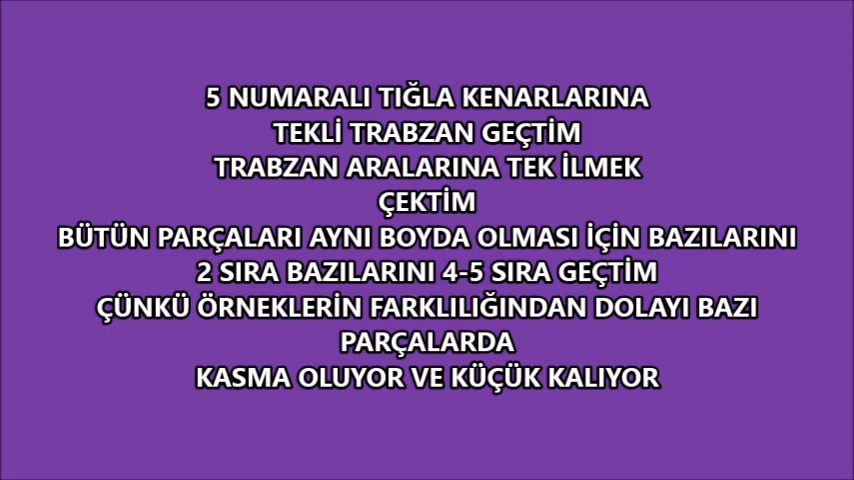 5 NUMARALI TIĞLA KENARLARINA
TEKLİ TRABZAN GEÇTİM
TRABZAN ARALARINA TEK İLMEK
ÇEKTİM
BÜTÜN PARÇALARI AYNI BOYDA OLMASI İÇİN BAZILARINI
2 SIRA BAZILARINI 4-5 SIRA GEÇTİM
ÇÜNKÜ ÖRNEKLERİN FARKLILIĞINDAN DOLAYI BAZI
PARÇALARDA
KASMA OLUYOR VE KÜÇÜK KALIYOR